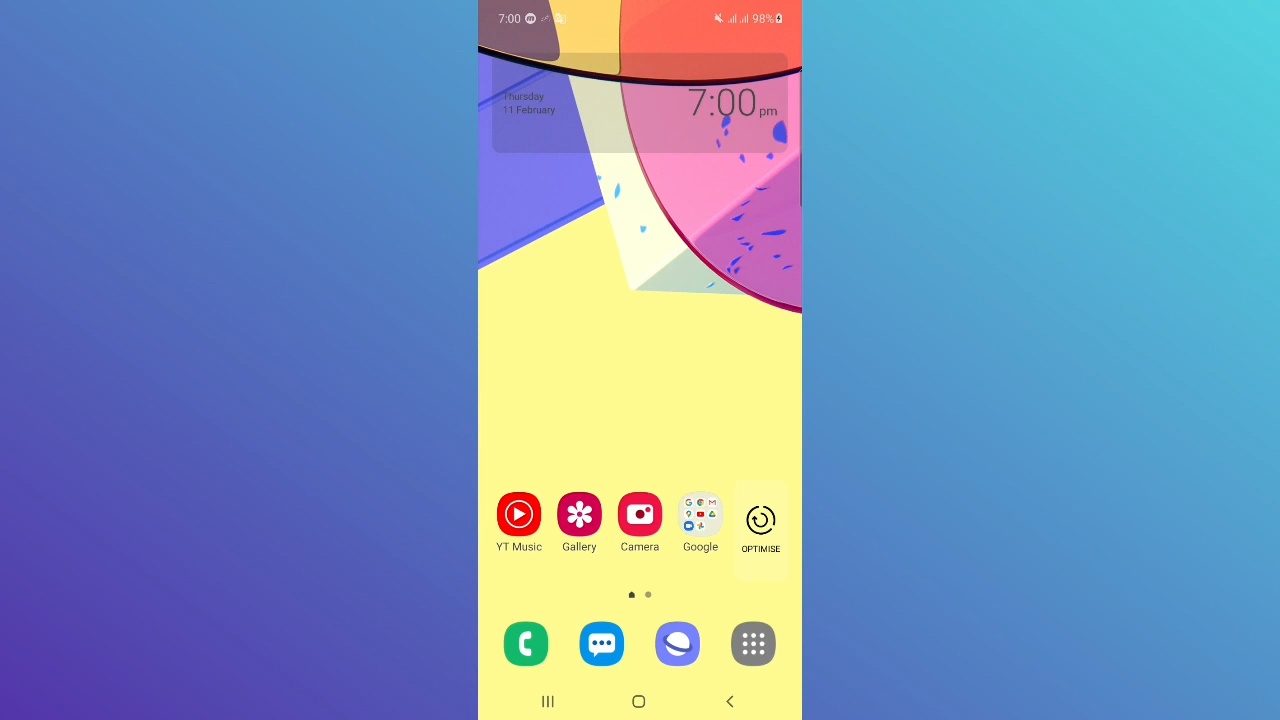 7:00
98%
Thursday
11 February
7:00 pm
YT Music
Gallery
Camera
Google
OPTIMISE